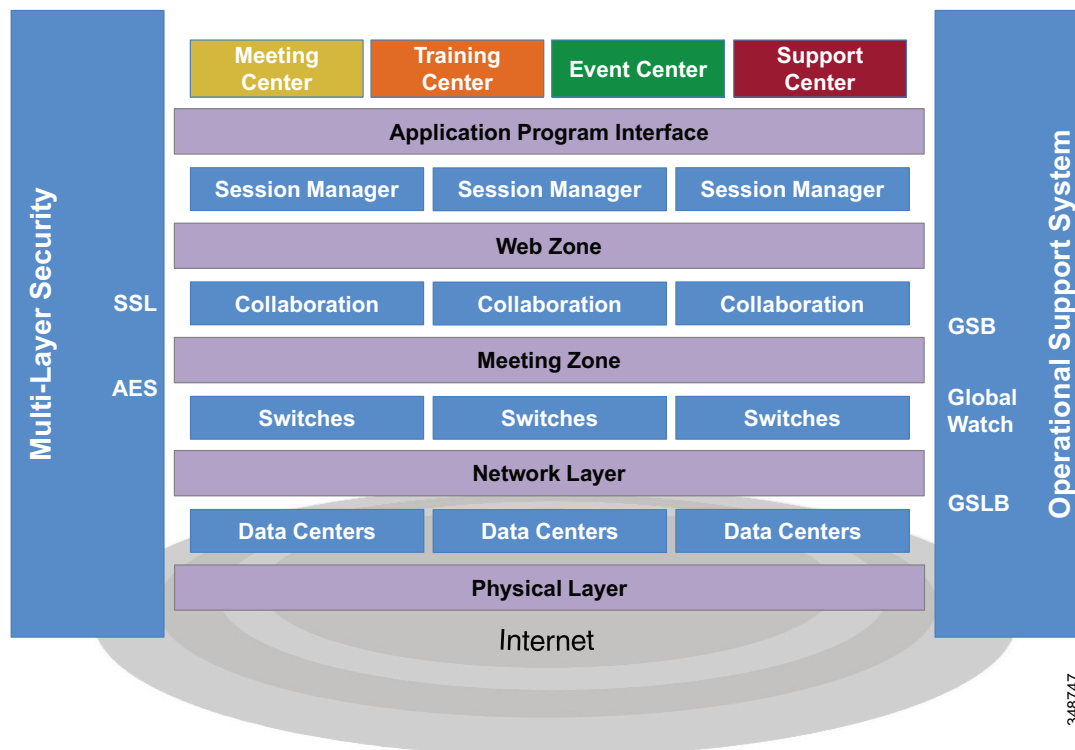 Meeting
Center
Training
Center
Event Center
Support
Center
Application Program Interface
Session Manager
Session Manager
Session Manager
Web Zone
Collaboration
Collaboration
Collaboration
Meeting Zone
Switches
Switches
Switches
Network Layer
Data Centers
Data Centers
Data Centers
Physical Layer
Internet
Multi-Layer Security
SSL
AES
Operational Support System
GSB
Global
Watch
GSLB
348747